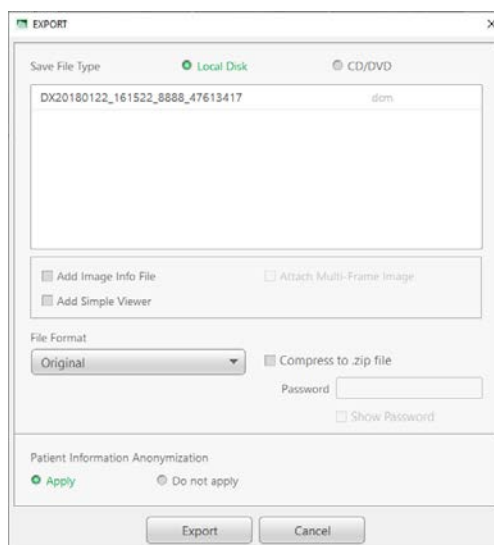 EXPORT
Save File Type Local Disk CD/DVD
DX20180122_161522_8888_47613417 dcm
Add Image Info File Attach Multi-Frame Image
Add Simple Viewer
File Format
Original Compress to .zip file
Password
Show Password
Patient Information Anonymization
Apply Do not apply
Export Cancel